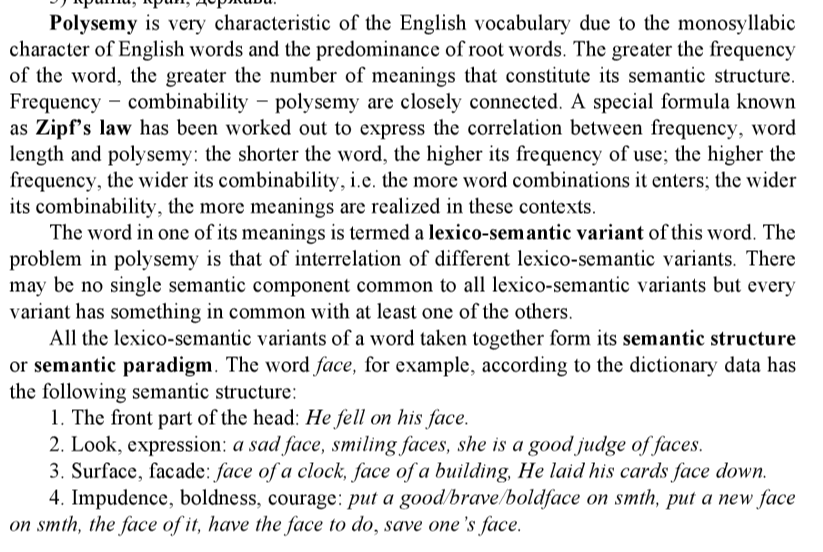 Polysemy is very characteristic of the English vocabulary due to the monosyllabic
character of English words and the predominance of root words. The greater the frequency
of the word, the greater the number of meanings that constitute its semantic structure.
Frequency – combinability – polysemy are closely connected. A special formula known
as Zipf's law has been worked out to express the correlation between frequency, word
length and polysemy: the shorter the word, the higher its frequency of use; the higher the
frequency, the wider its combinability, i.e. the more word combinations it enters; the wider
its combinability, the more meanings are realized in these contexts.
The word in one of its meanings is termed a lexico-semantic variant of this word. The
problem in polysemy is that of interrelation of different lexico-semantic variants. There
may be no single semantic component common to all lexico-semantic variants but every
variant has something in common with at least one of the others.
All the lexico-semantic variants of a word taken together form its semantic structure
or semantic paradigm. The word face, for example, according to the dictionary data has
the following semantic structure:
1. The front part of the head: He fell on his face.
2. Look, expression: a sad face, smiling faces, she is a good judge of faces.
3. Surface, facade: face of a clock, face of a building, He laid his cards face down.
4. Impudence, boldness, courage: put a good/brave/boldface on smth, put a new face
on smth, the face of it, have the face to do, save one's face.